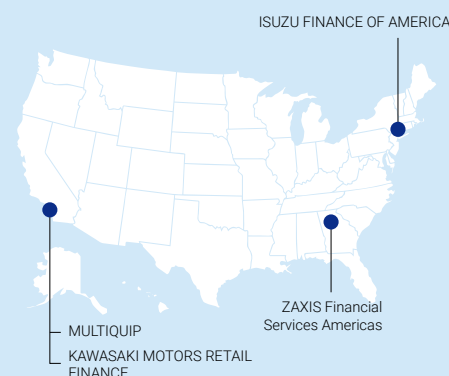 ISUZU FINANCE OF AMERICA
ZAXIS Financial
Services Americas
MULTIQUIP
KAWASAKI MOTORS RETAIL
FINANCE